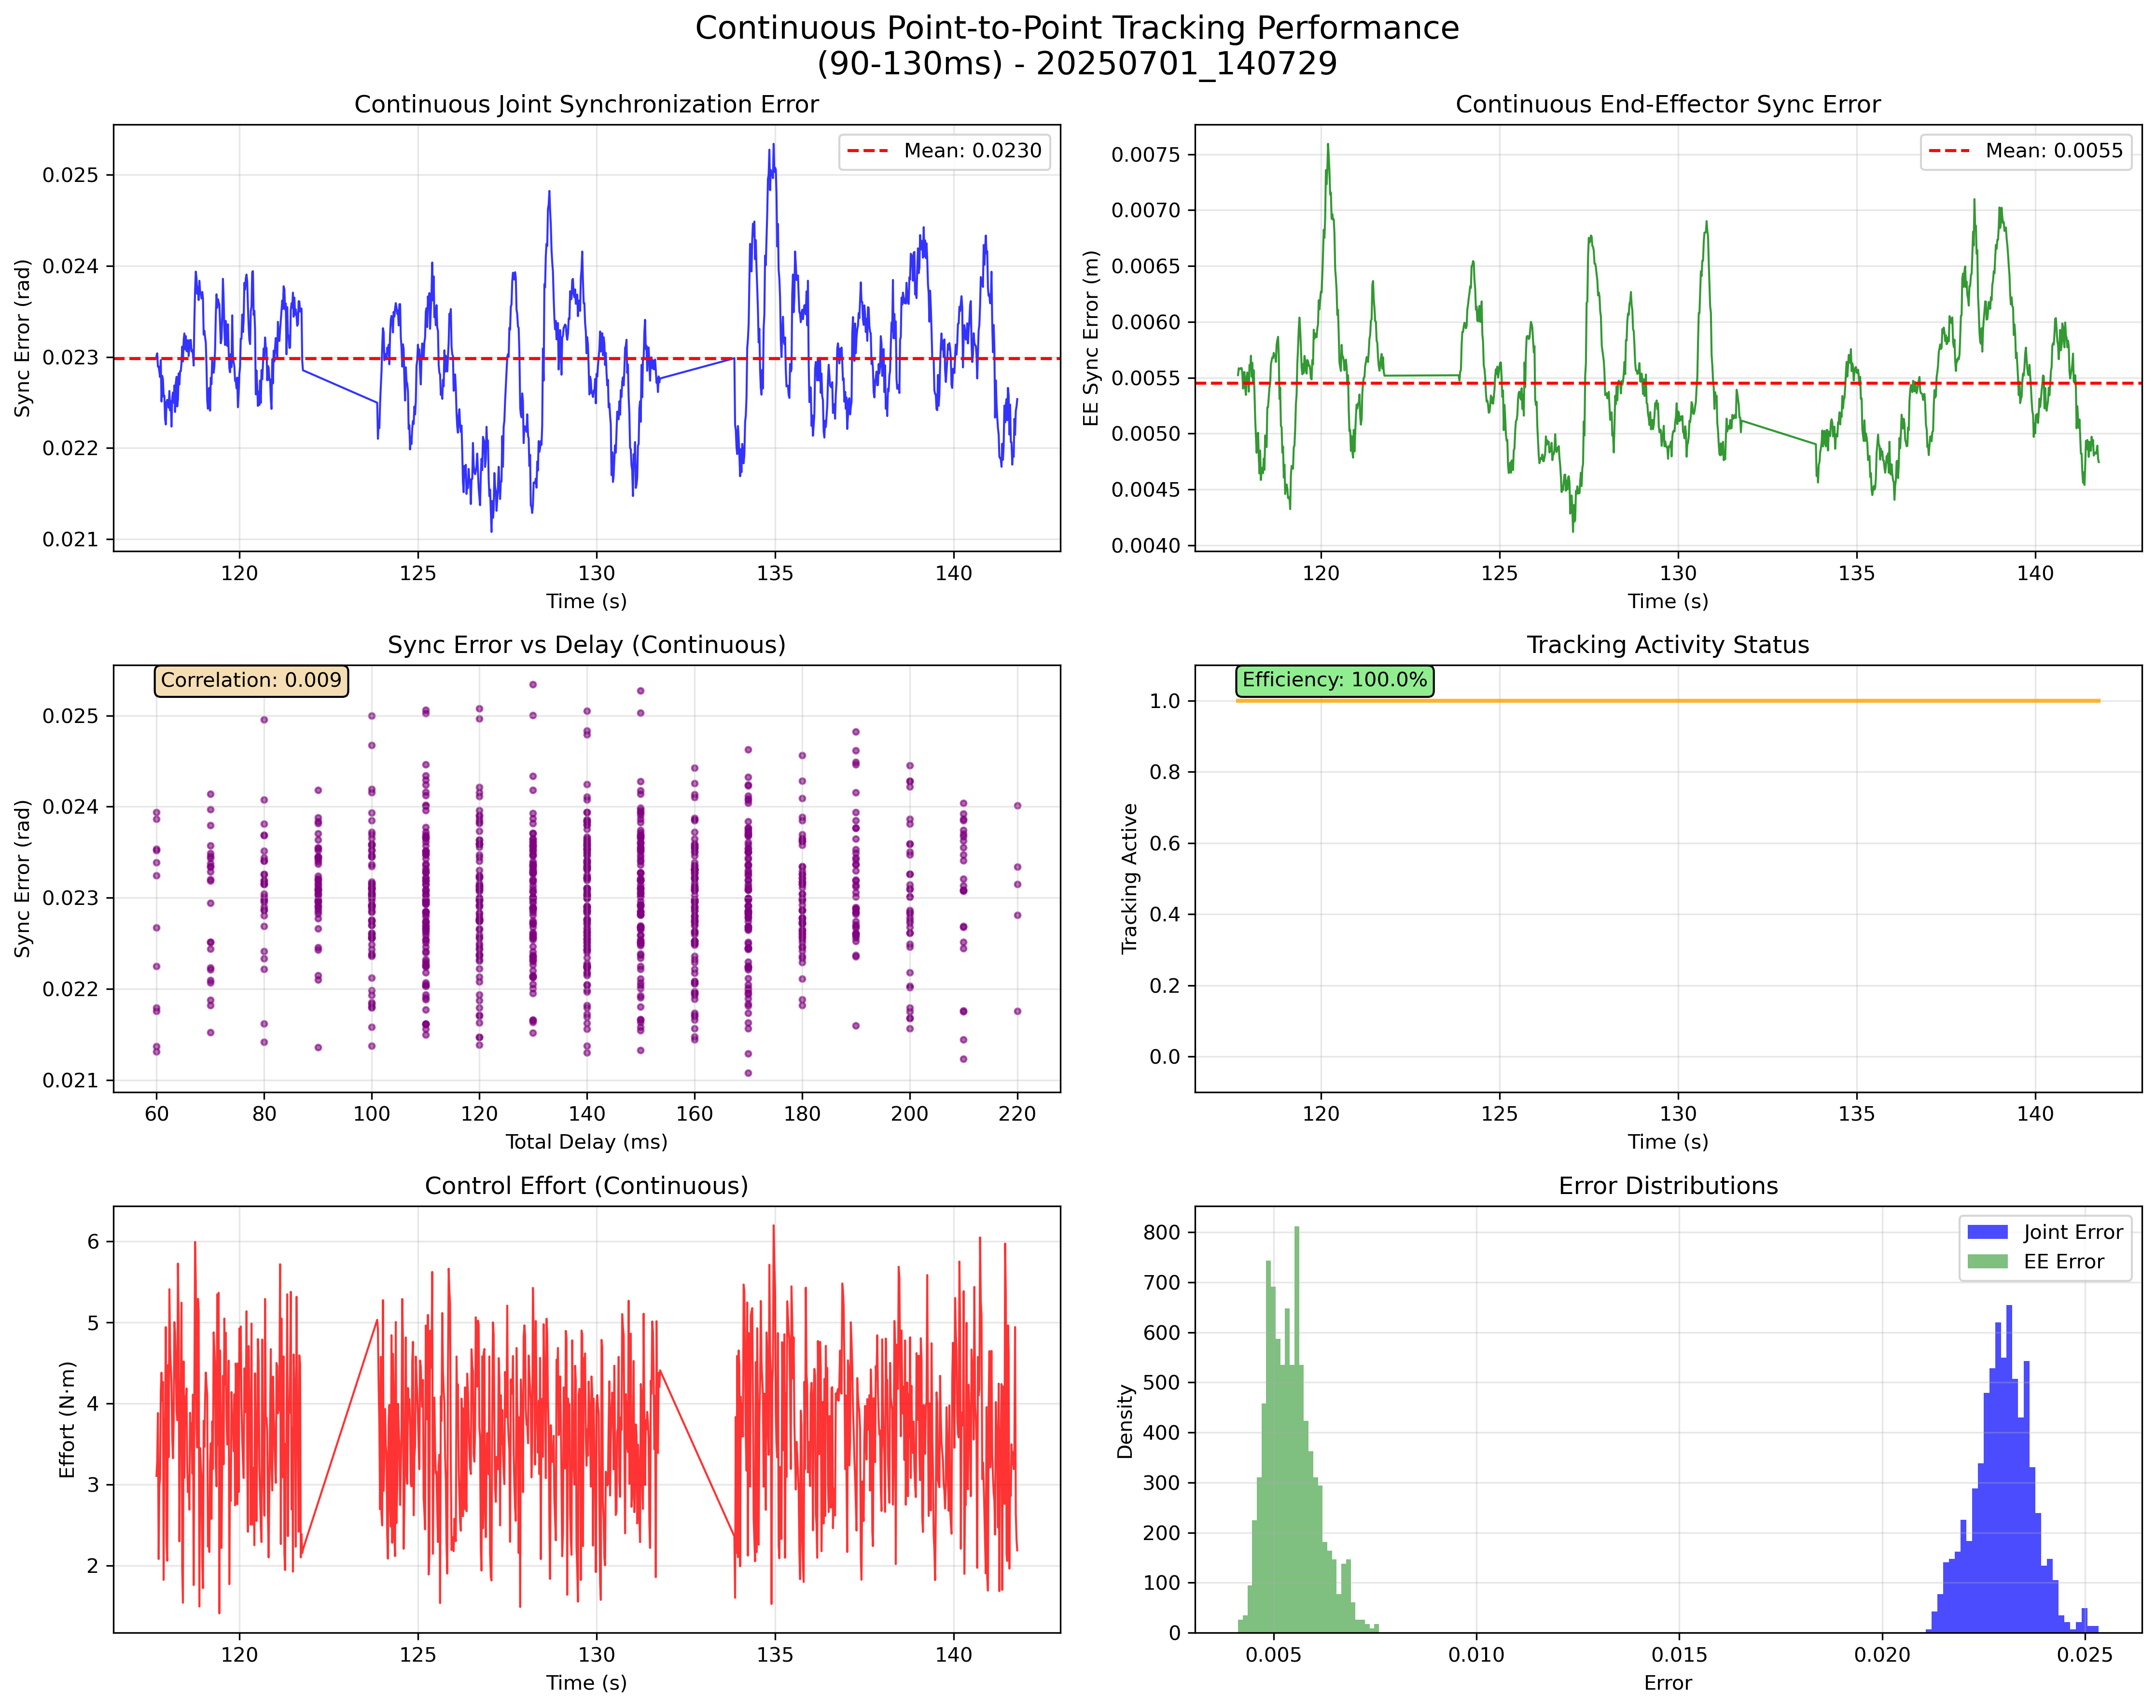 Continuous Point-to-Point Tracking Performance
(90-130ms) - 20250701_140729
Continuous Joint Synchronization Error
Sync Error (rad)
0.025
0.024
0.023
0.022
0.021
Mean: 0.0230
120 125 130 135 140
Time (s)
Continuous End-Effector Sync Error
EE Sync Error (m)
0.0075
0.0070
0.0065
0.0060
0.0055
0.0050
0.0045
0.0040
Mean: 0.0055
120 125 130 135 140
Time (s)
Sync Error vs Delay (Continuous)
Correlation: 0.009
Sync Error (rad)
0.025
0.024
0.023
0.022
0.021
60 80 100 120 140 160 180 200 220
Total Delay (ms)
Tracking Activity Status
Efficiency: 100.0%
Tracking Active
1.0
0.8
0.6
0.4
0.2
0.0
120 125 130 135 140
Time (s)
Control Effort (Continuous)
Effort (N·m)
6
5
4
3
2
120 125 130 135 140
Time (s)
Error Distributions
Joint Error
EE Error
Density
800
700
600
500
400
300
200
100
0
0.005 0.010 0.015 0.020 0.025
Error